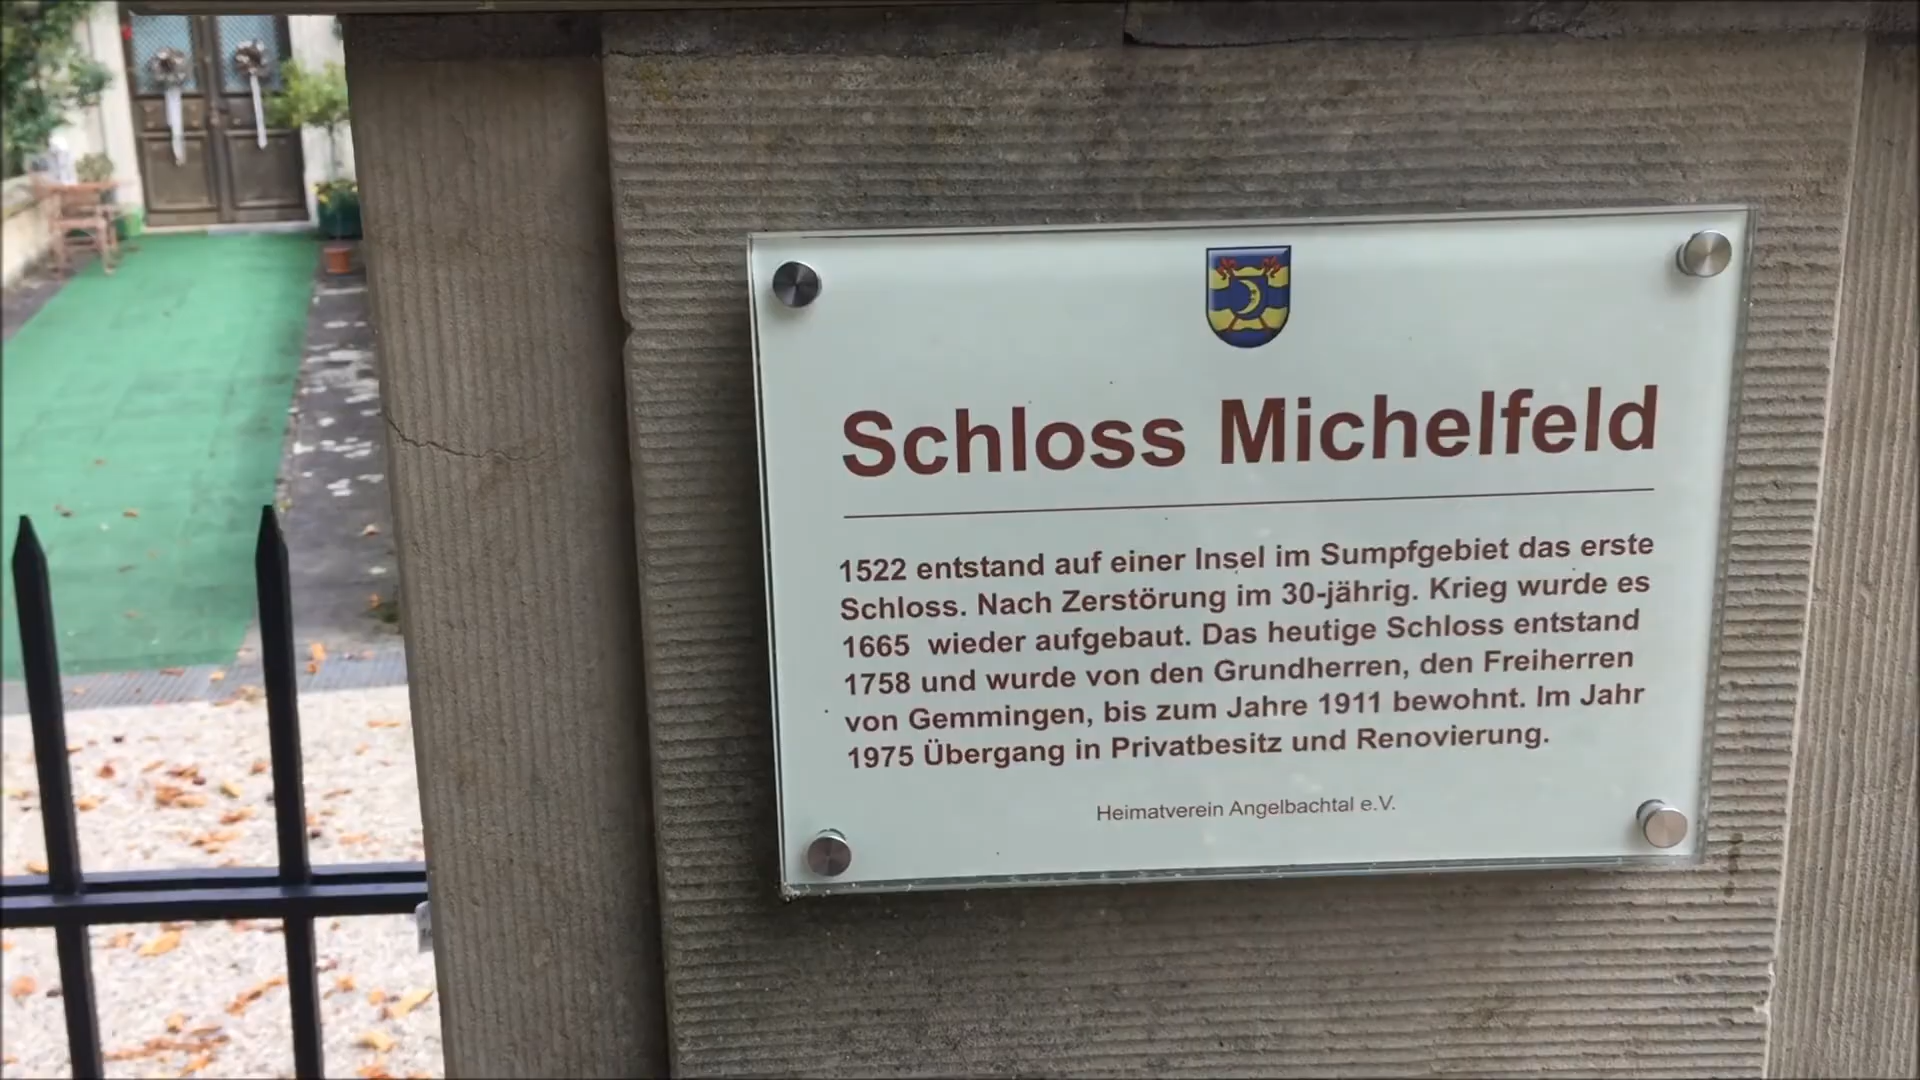 Schloss Michelfeld
1522 entstand auf einer Insel im Sumpfgebiet das erste
Schloss. Nach Zerstörung im 30-jährig. Krieg wurde es
1665 wieder aufgebaut. Das heutige Schloss entstand
1758 und wurde von den Grundherren, den Freiherren
von Gemmingen, bis zum Jahre 1911 bewohnt. Im Jahr
1975 Übergang in Privatbesitz und Renovierung.
Heimatverein Angelbachtal e.V.